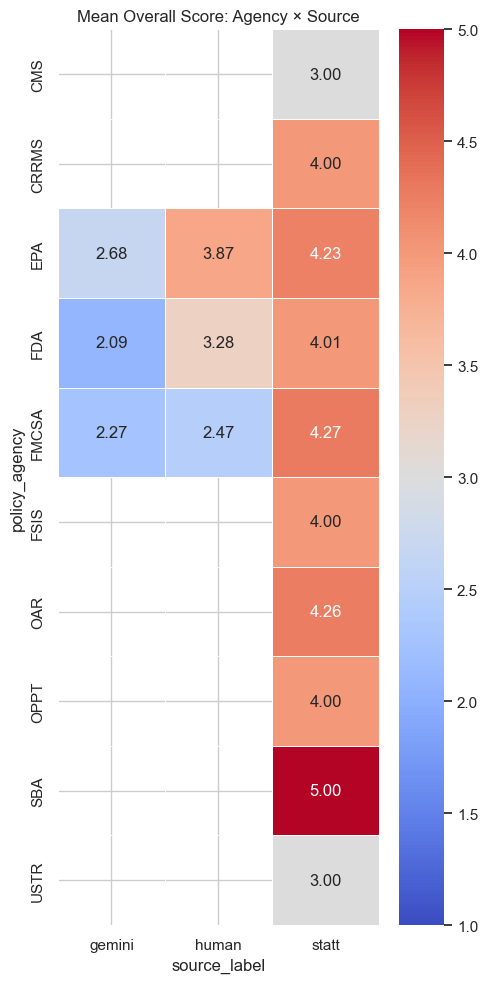 Mean Overall Score: Agency × Source
policy_agency
CMS 3.00
CRRMS 4.00
EPA 2.68 3.87 4.23
FDA 2.09 3.28 4.01
FMCSA 2.27 2.47 4.27
FSIS 4.00
OAR 4.26
OPPT 4.00
SBA 5.00
USTR 3.00
gemini human statt
source_label
5.0
4.5
4.0
3.5
3.0
2.5
2.0
1.5
1.0